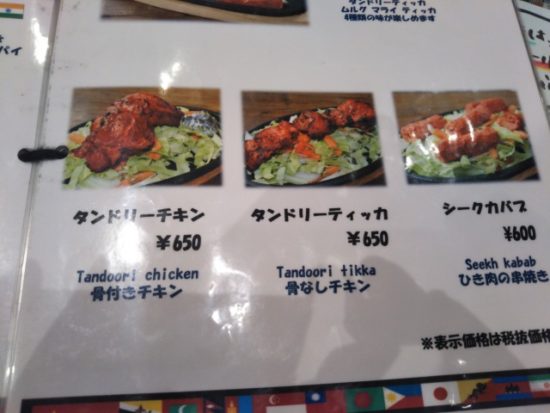 タンドリーティッカ
ムルグ マライ ティッカ
4種類の味が楽しめます
パイ
タンドリーチキン
¥650
Tandoori chicken
骨付きチキン
タンドリーティッカ
¥650
Tandoori tikka
骨なしチキン
シークカバブ
¥600
Seekh kabab
ひき肉の串焼き
※表示価格は税抜価格